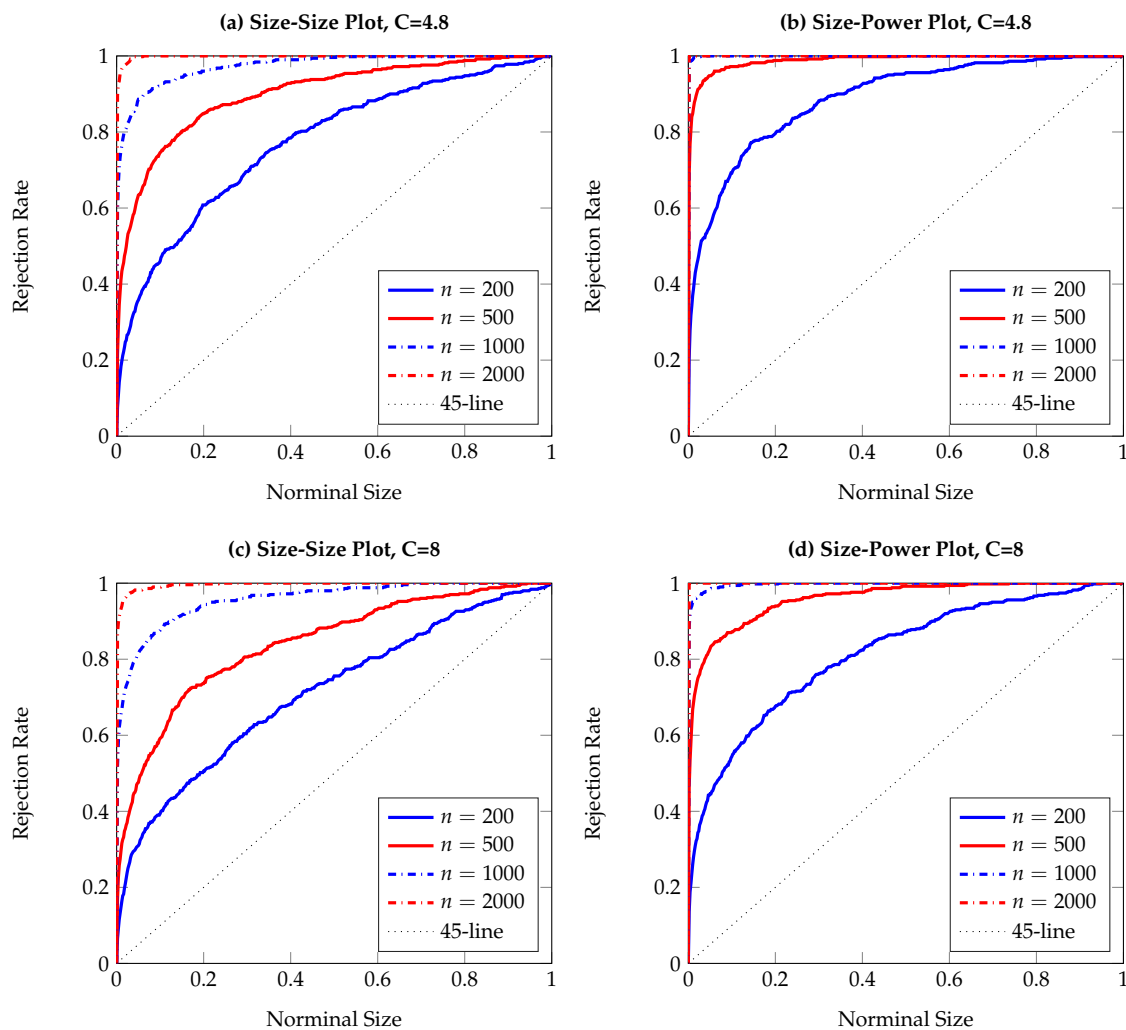 (a) Size-Size Plot, C=4.8
1
0.8
0.6
0.4
0.2
0
0 0.2 0.4 0.6 0.8 1
Rejection Rate
Norminal Size
n = 200
n = 500
n = 1000
n = 2000
45-line
(b) Size-Power Plot, C=4.8
1
0.8
0.6
0.4
0.2
0
0 0.2 0.4 0.6 0.8 1
Rejection Rate
Norminal Size
n = 200
n = 500
n = 1000
n = 2000
45-line
(c) Size-Size Plot, C=8
1
0.8
0.6
0.4
0.2
0
0 0.2 0.4 0.6 0.8 1
Rejection Rate
Norminal Size
n = 200
n = 500
n = 1000
n = 2000
45-line
(d) Size-Power Plot, C=8
1
0.8
0.6
0.4
0.2
0
0 0.2 0.4 0.6 0.8 1
Rejection Rate
Norminal Size
n = 200
n = 500
n = 1000
n = 2000
45-line